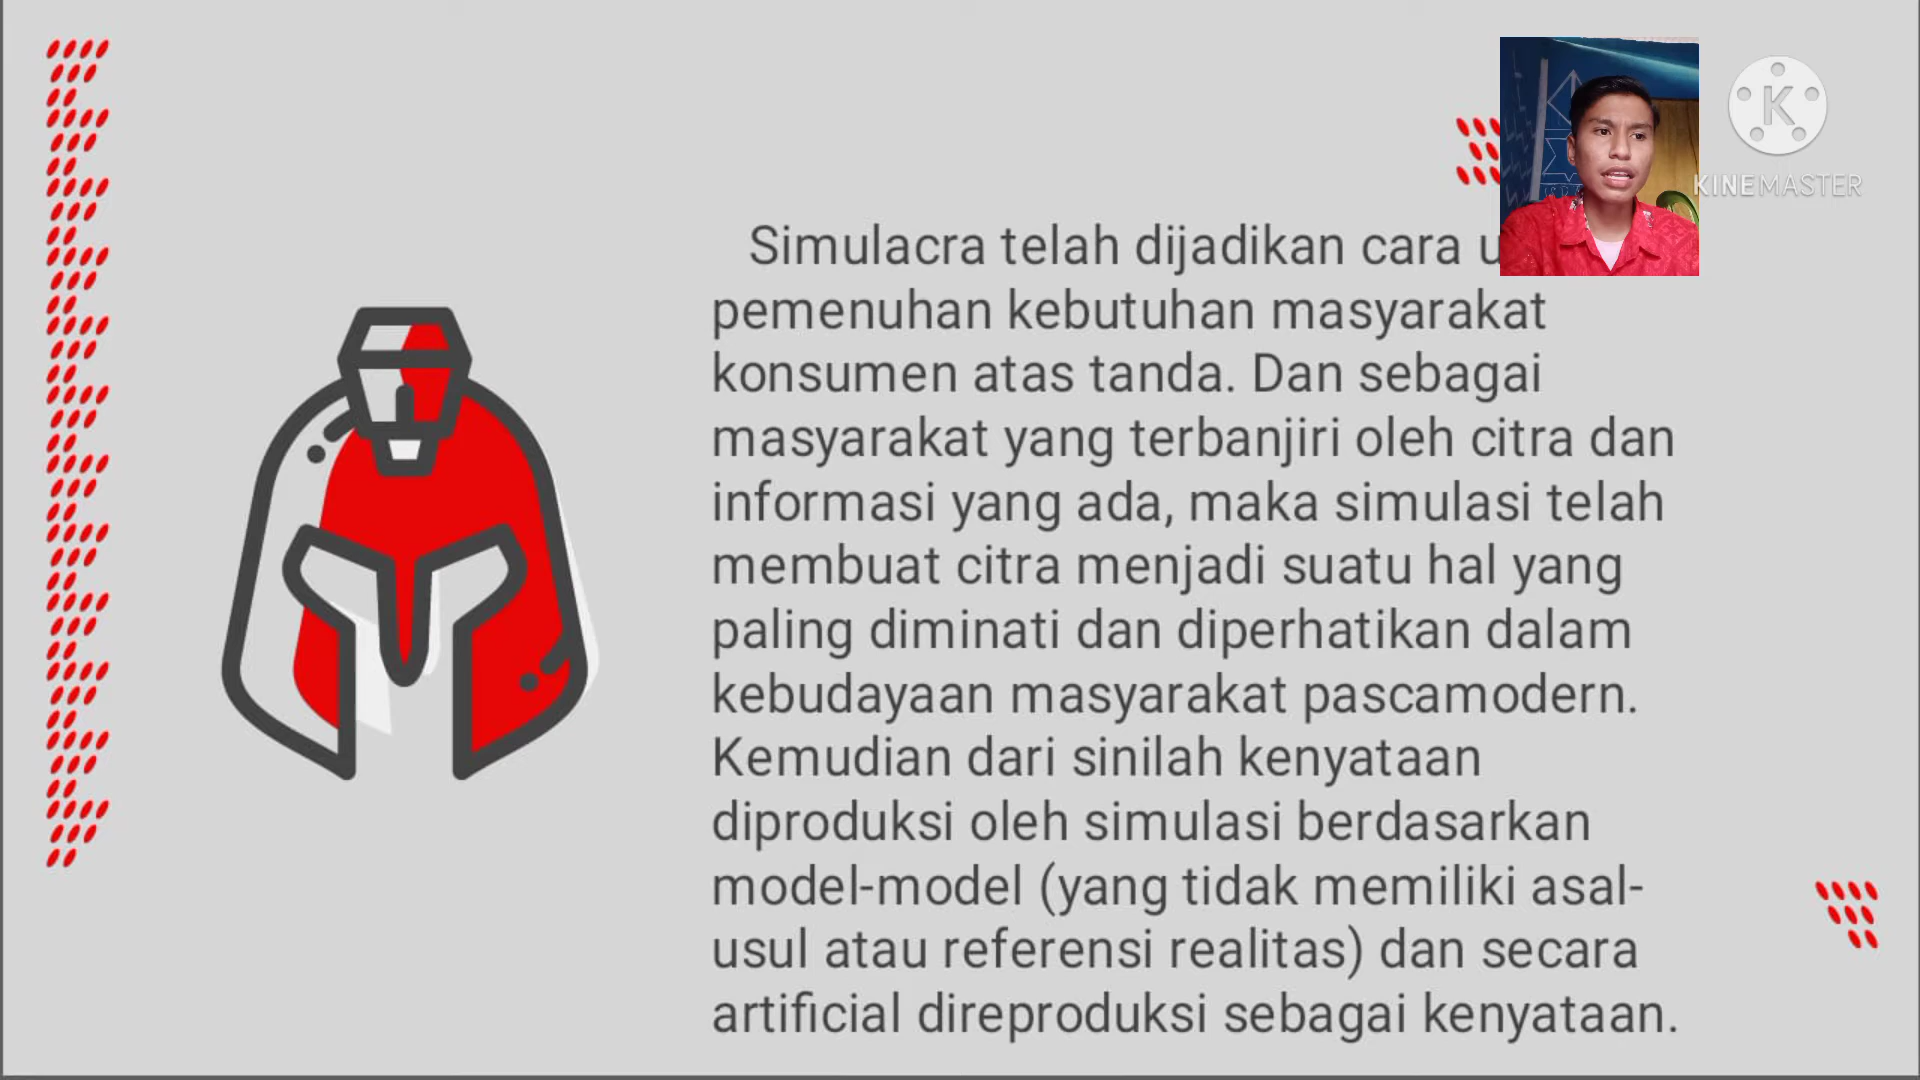 KINEMASTER
Simulacra telah dijadikan cara
pemenuhan kebutuhan masyarakat
konsumen atas tanda. Dan sebagai
masyarakat yang terbanjiri oleh citra dan
informasi yang ada, maka simulasi telah
membuat citra menjadi suatu hal yang
paling diminati dan diperhatikan dalam
kebudayaan masyarakat pascamodern.
Kemudian dari sinilah kenyataan
diproduksi oleh simulasi berdasarkan
model-model (yang tidak memiliki asal-
usul atau referensi realitas) dan secara
artificial direproduksi sebagai kenyataan.